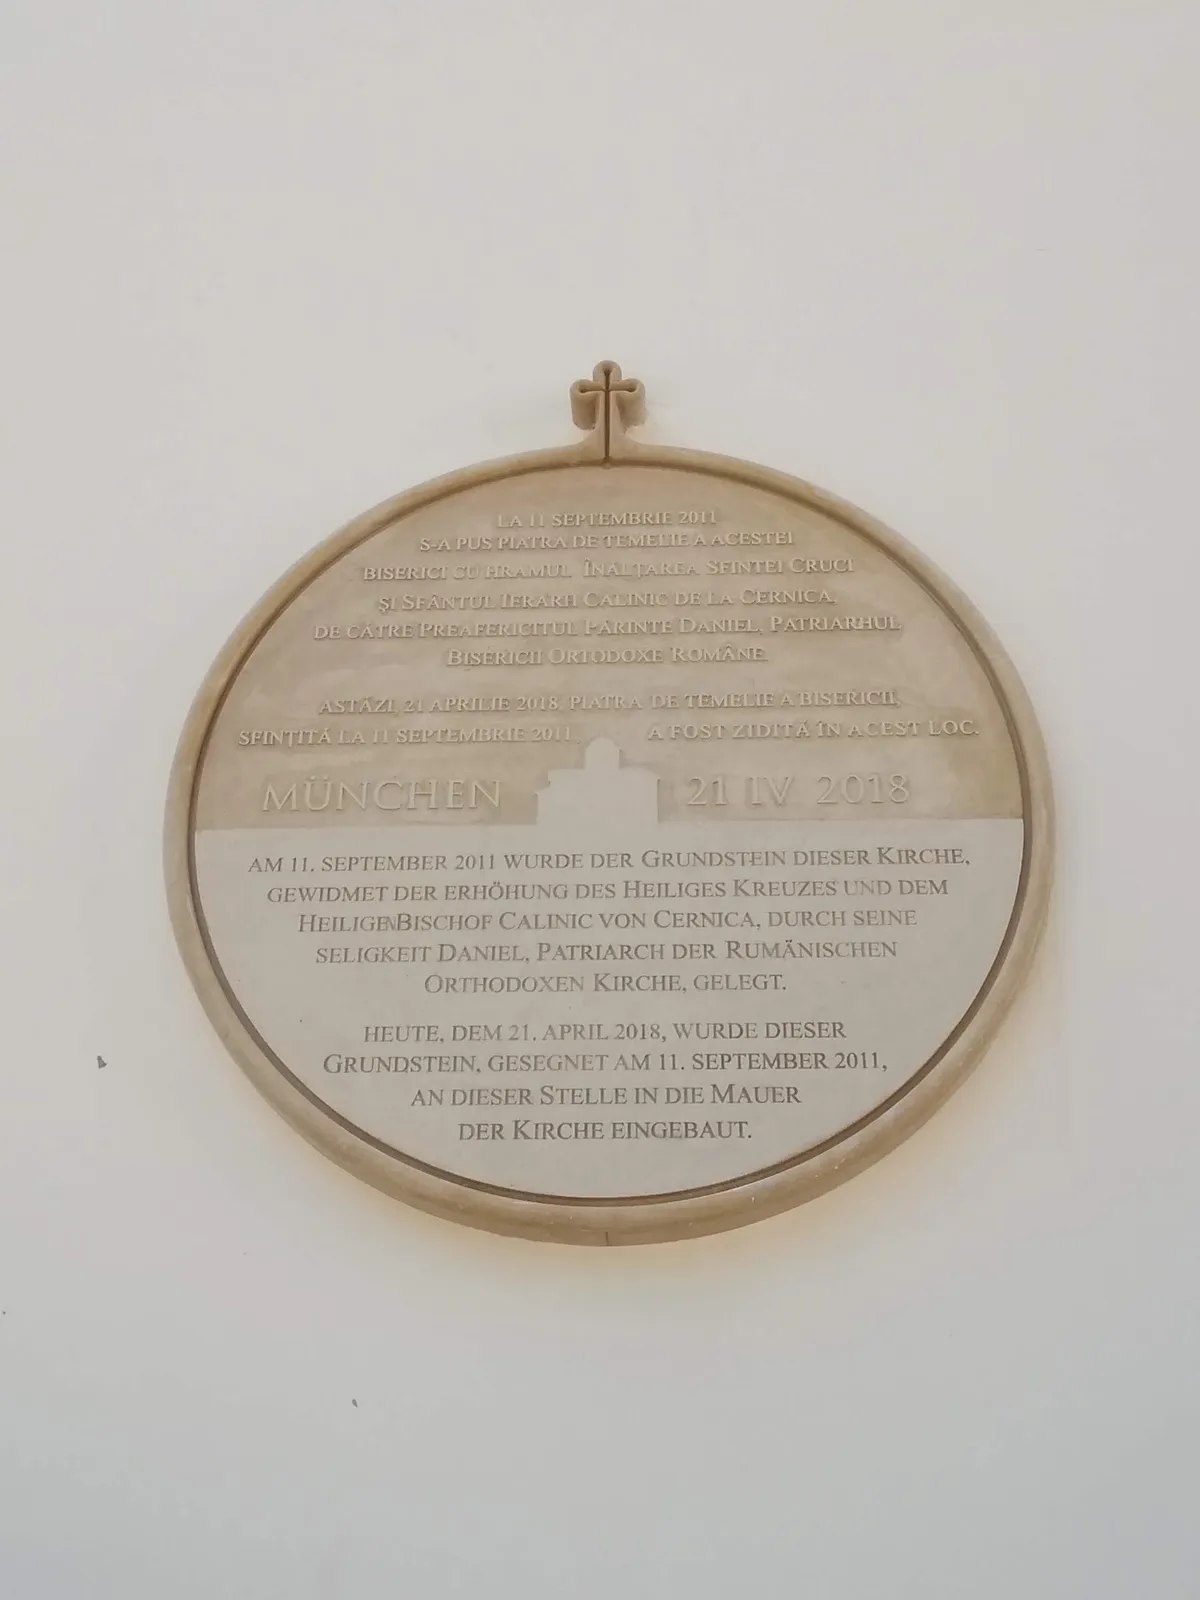 LA 11 SEPTEMBRIE 2011
S-A PUS PIATRA DE TEMELIE A ACESTEI
BISERICI CU HRAMUL ÎNĂLȚAREA SFINTEI CRUCI
ȘI SFÂNTUL IERARH CALINIC DE LA CERNICA,
DE CĂTRE PREAFERICITUL PĂRINTE DANIEL, PATRIARHUL
BISERICII ORTODOXE ROMÂNE.
ASTĂZI, 21 APRILIE 2018, PIATRA DE TEMELIE A BISERICII,
SFINȚITĂ LA 11 SEPTEMBRIE 2011, A FOST ZIDITĂ ÎN ACEST LOC.
MÜNCHEN 21 IV 2018
AM 11. SEPTEMBER 2011 WURDE DER GRUNDSTEIN DIESER KIRCHE,
GEWIDMET DER ERHÖHUNG DES HEILIGES KREUZES UND DEM
HEILIGEN BISCHOF CALINIC VON CERNICA, DURCH SEINE
SELIGKEIT DANIEL, PATRIARCH DER RUMÄNISCHEN
ORTHODOXEN KIRCHE, GELEGT.
HEUTE, DEM 21. APRIL 2018, WURDE DIESER
GRUNDSTEIN, GESEGNET AM 11. SEPTEMBER 2011,
AN DIESER STELLE IN DIE MAUER
DER KIRCHE EINGEBAUT.